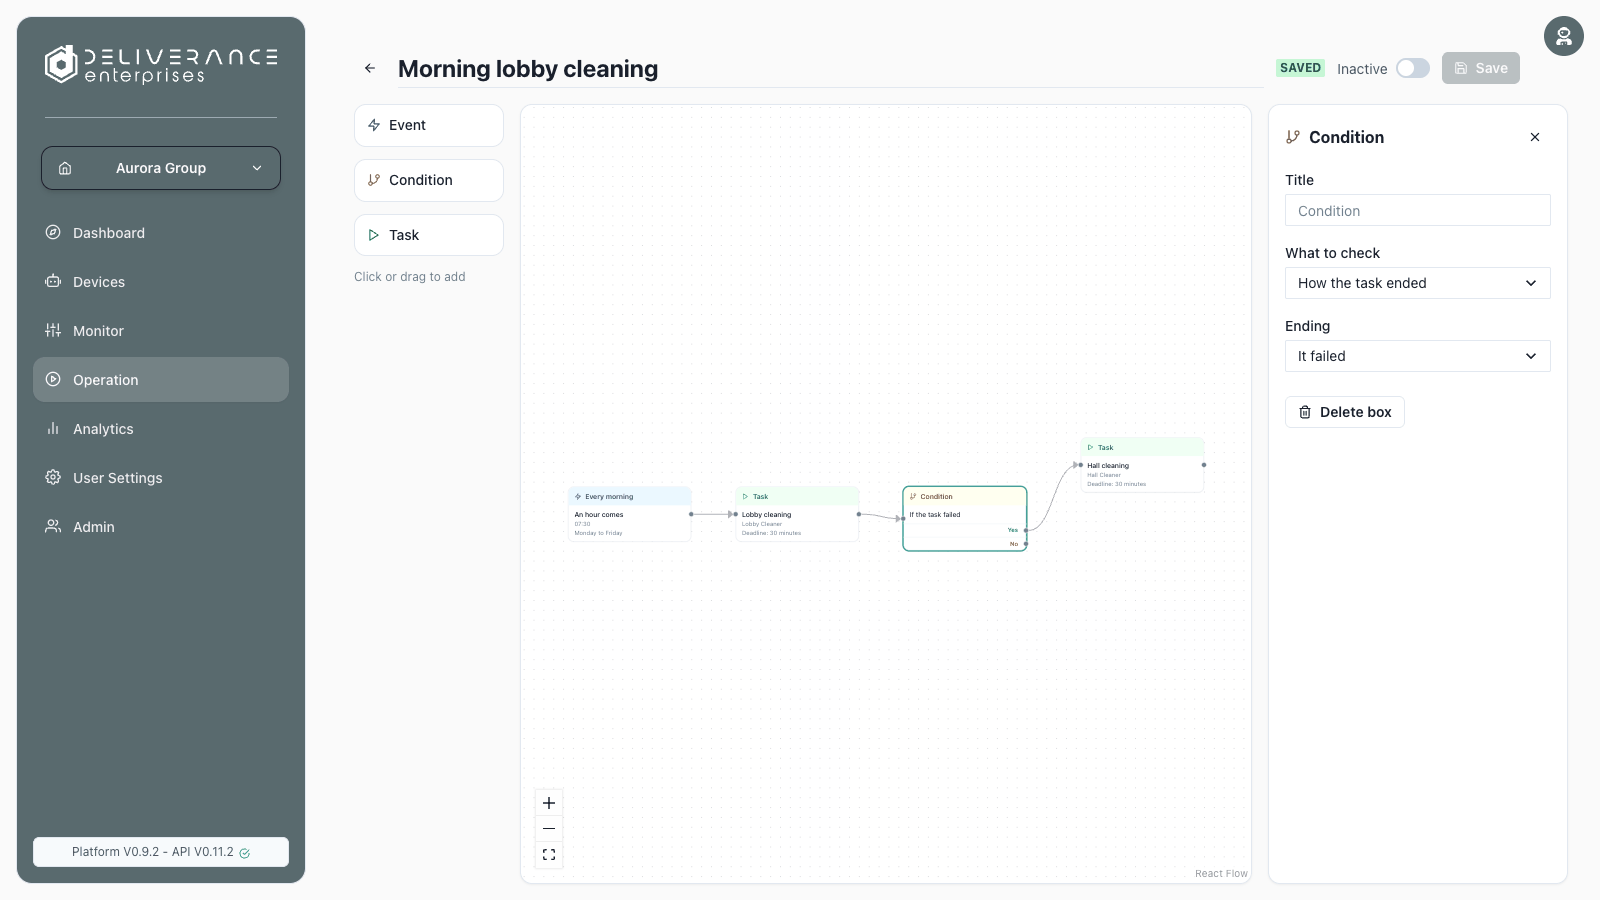 DELIVERANCE
enterprises
Aurora Group
Dashboard
Devices
Monitor
Operation
Analytics
User Settings
Admin
Platform V0.9.2 - API V0.11.2
Morning lobby cleaning
SAVED
Inactive
Save
Event
Condition
Task
Click or drag to add
Every morning
An hour comes
07:30
Monday to Friday
Task
Lobby cleaning
Lobby Cleaner
Deadline: 30 minutes
Condition
If the task failed
Yes
No
Task
Hall cleaning
Hall Cleaner
Deadline: 30 minutes
React Flow
Condition
Title
Condition
What to check
How the task ended
Ending
It failed
Delete box